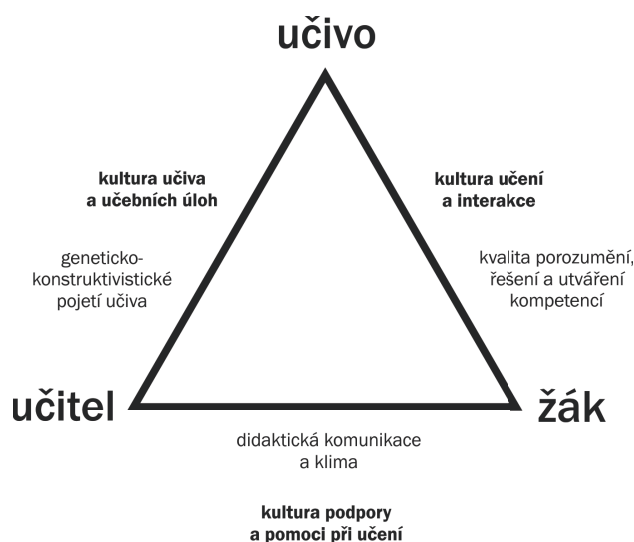 učivo
kultura učiva
a učebních úloh
kultura učení
a interakce
geneticko-
konstruktivistické
pojetí učiva
kvalita porozumění,
řešení a utváření
kompetencí
učitel
žák
didaktická komunikace
a klima
kultura podpory
a pomoci při učení